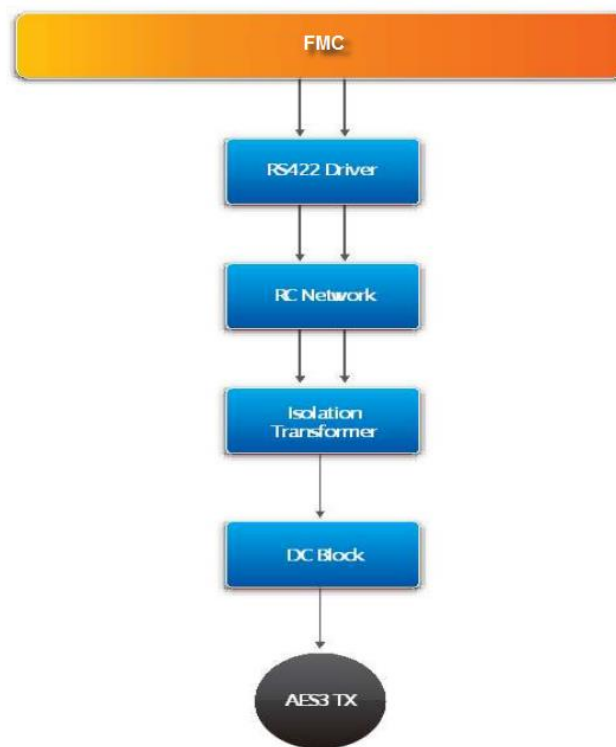 FMC
RS422 Driver
RC Network
Isolation
Transformer
DC Block
AES3 TX